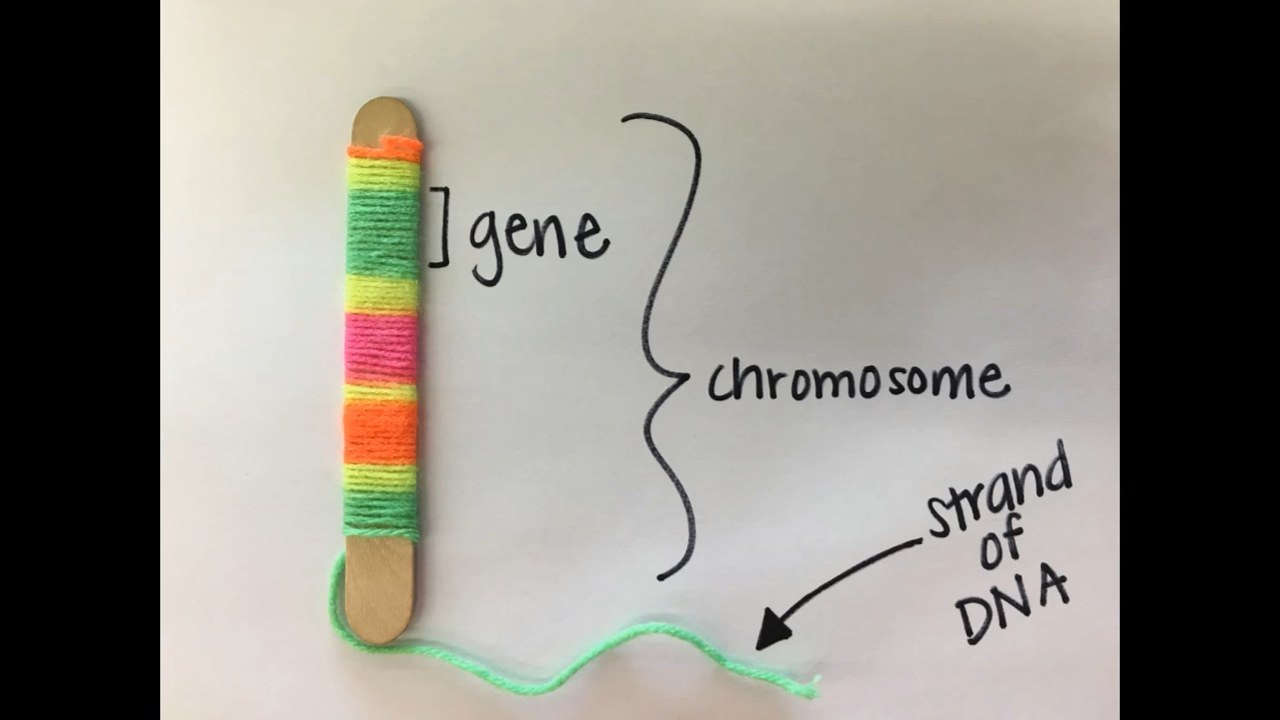 gene
chromosome
strand
of
DNA